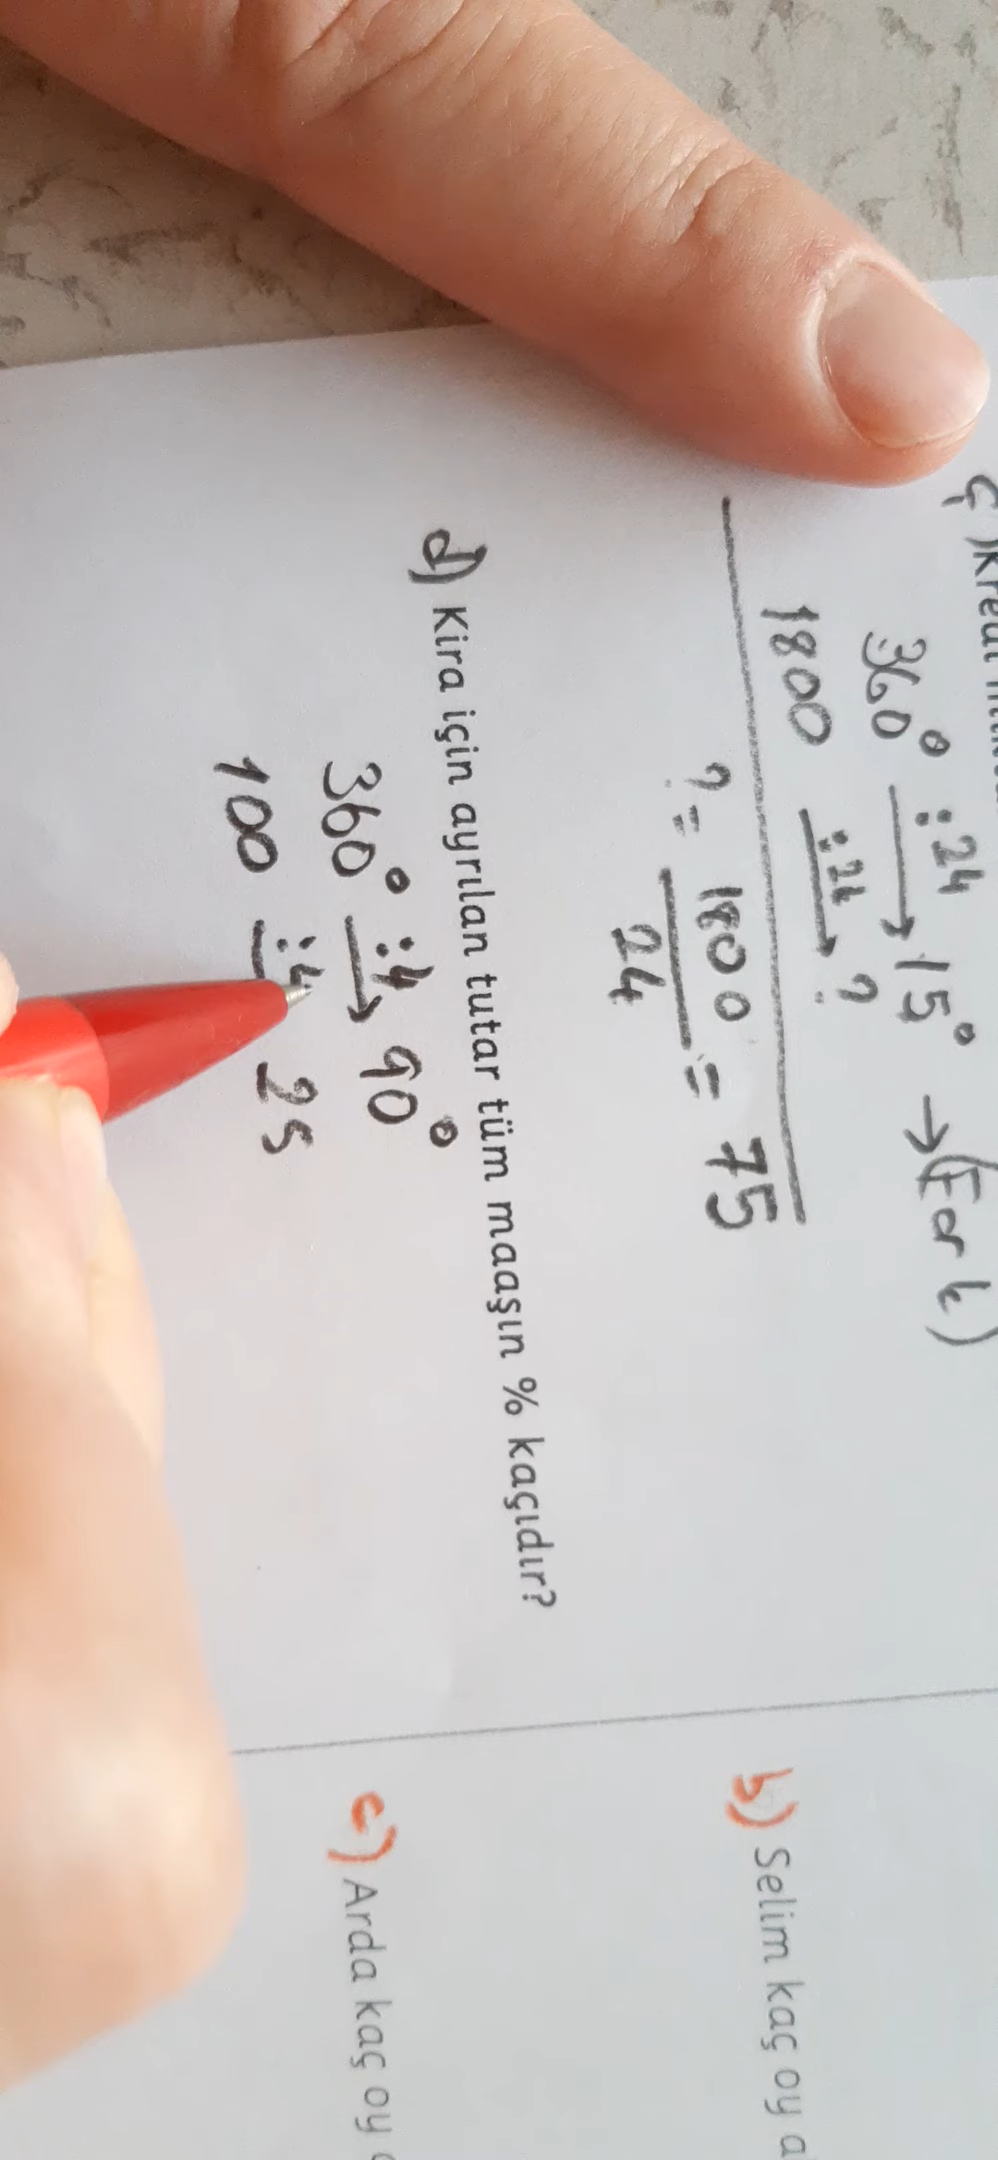 ç)
360° :24 → 15° → (Fark)
1800 :24 → ?
? = 1800 / 24 = 75
d) Kira için ayrılan tutar tüm maaşın % kaçıdır?
360° :4 → 90°
100 :4 25
b) Selim kaç oy
c) Arda kaç oy